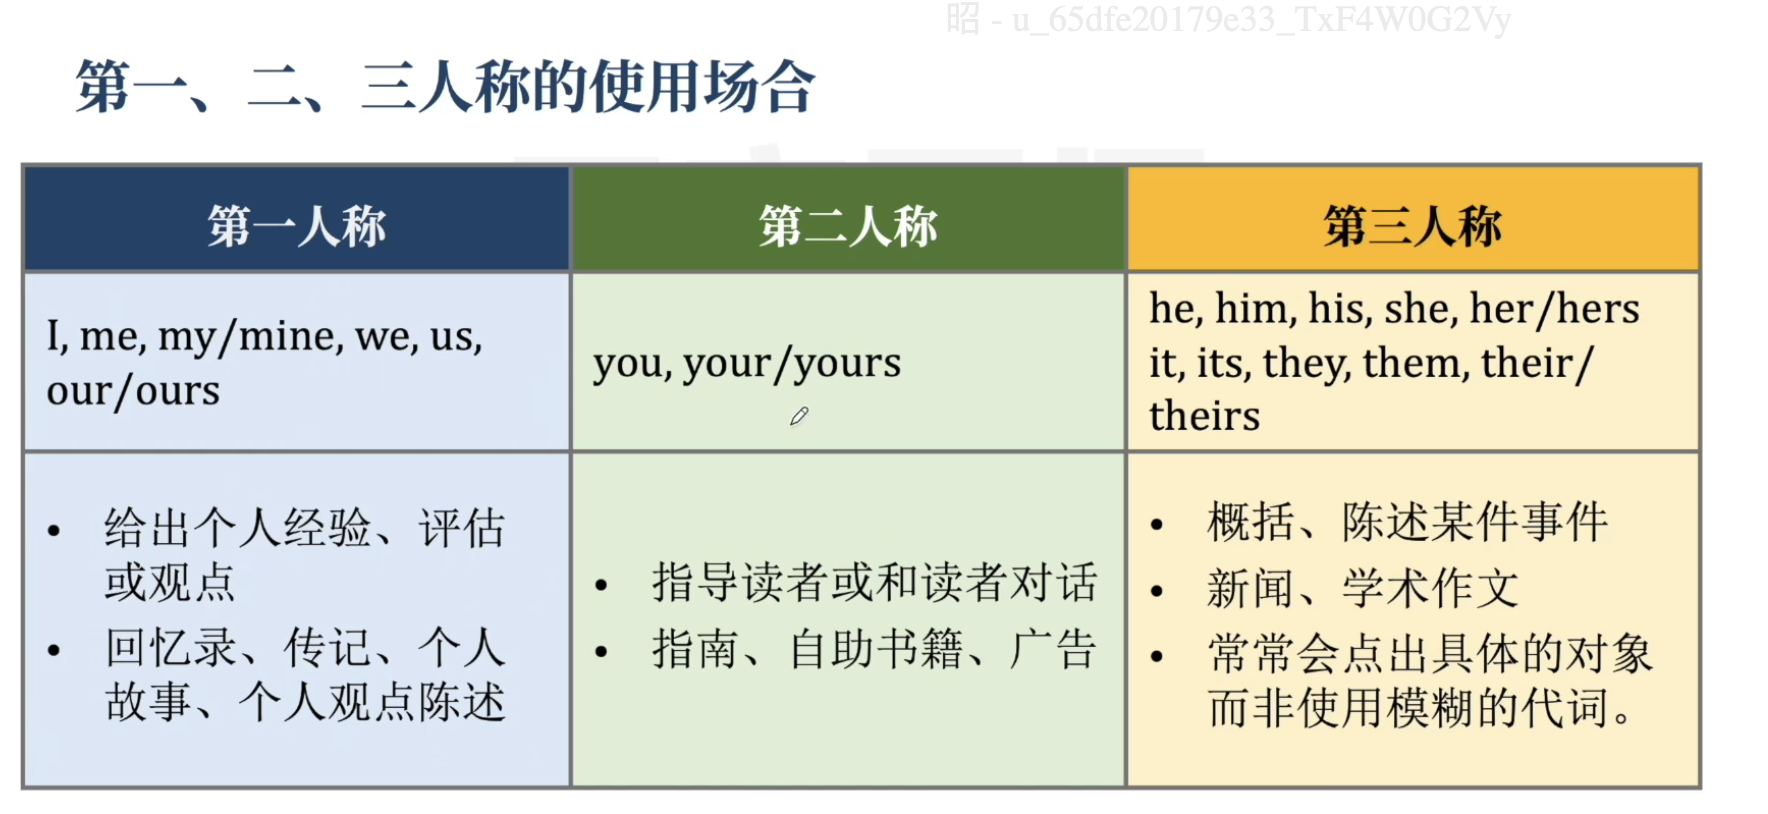 昭 - u_65dfe20179e33_TxF4W0G2Vy
第一、二、三人称的使用场合
第一人称
第二人称
第三人称
I, me, my/mine, we, us,
our/ours
you, your/yours
he, him, his, she, her/hers
it, its, they, them, their/
theirs
• 给出个人经验、评估
或观点
• 回忆录、传记、个人
故事、个人观点陈述
• 指导读者或和读者对话
• 指南、自助书籍、广告
• 概括、陈述某件事件
• 新闻、学术作文
• 常常会点出具体的对象
而非使用模糊的代词。